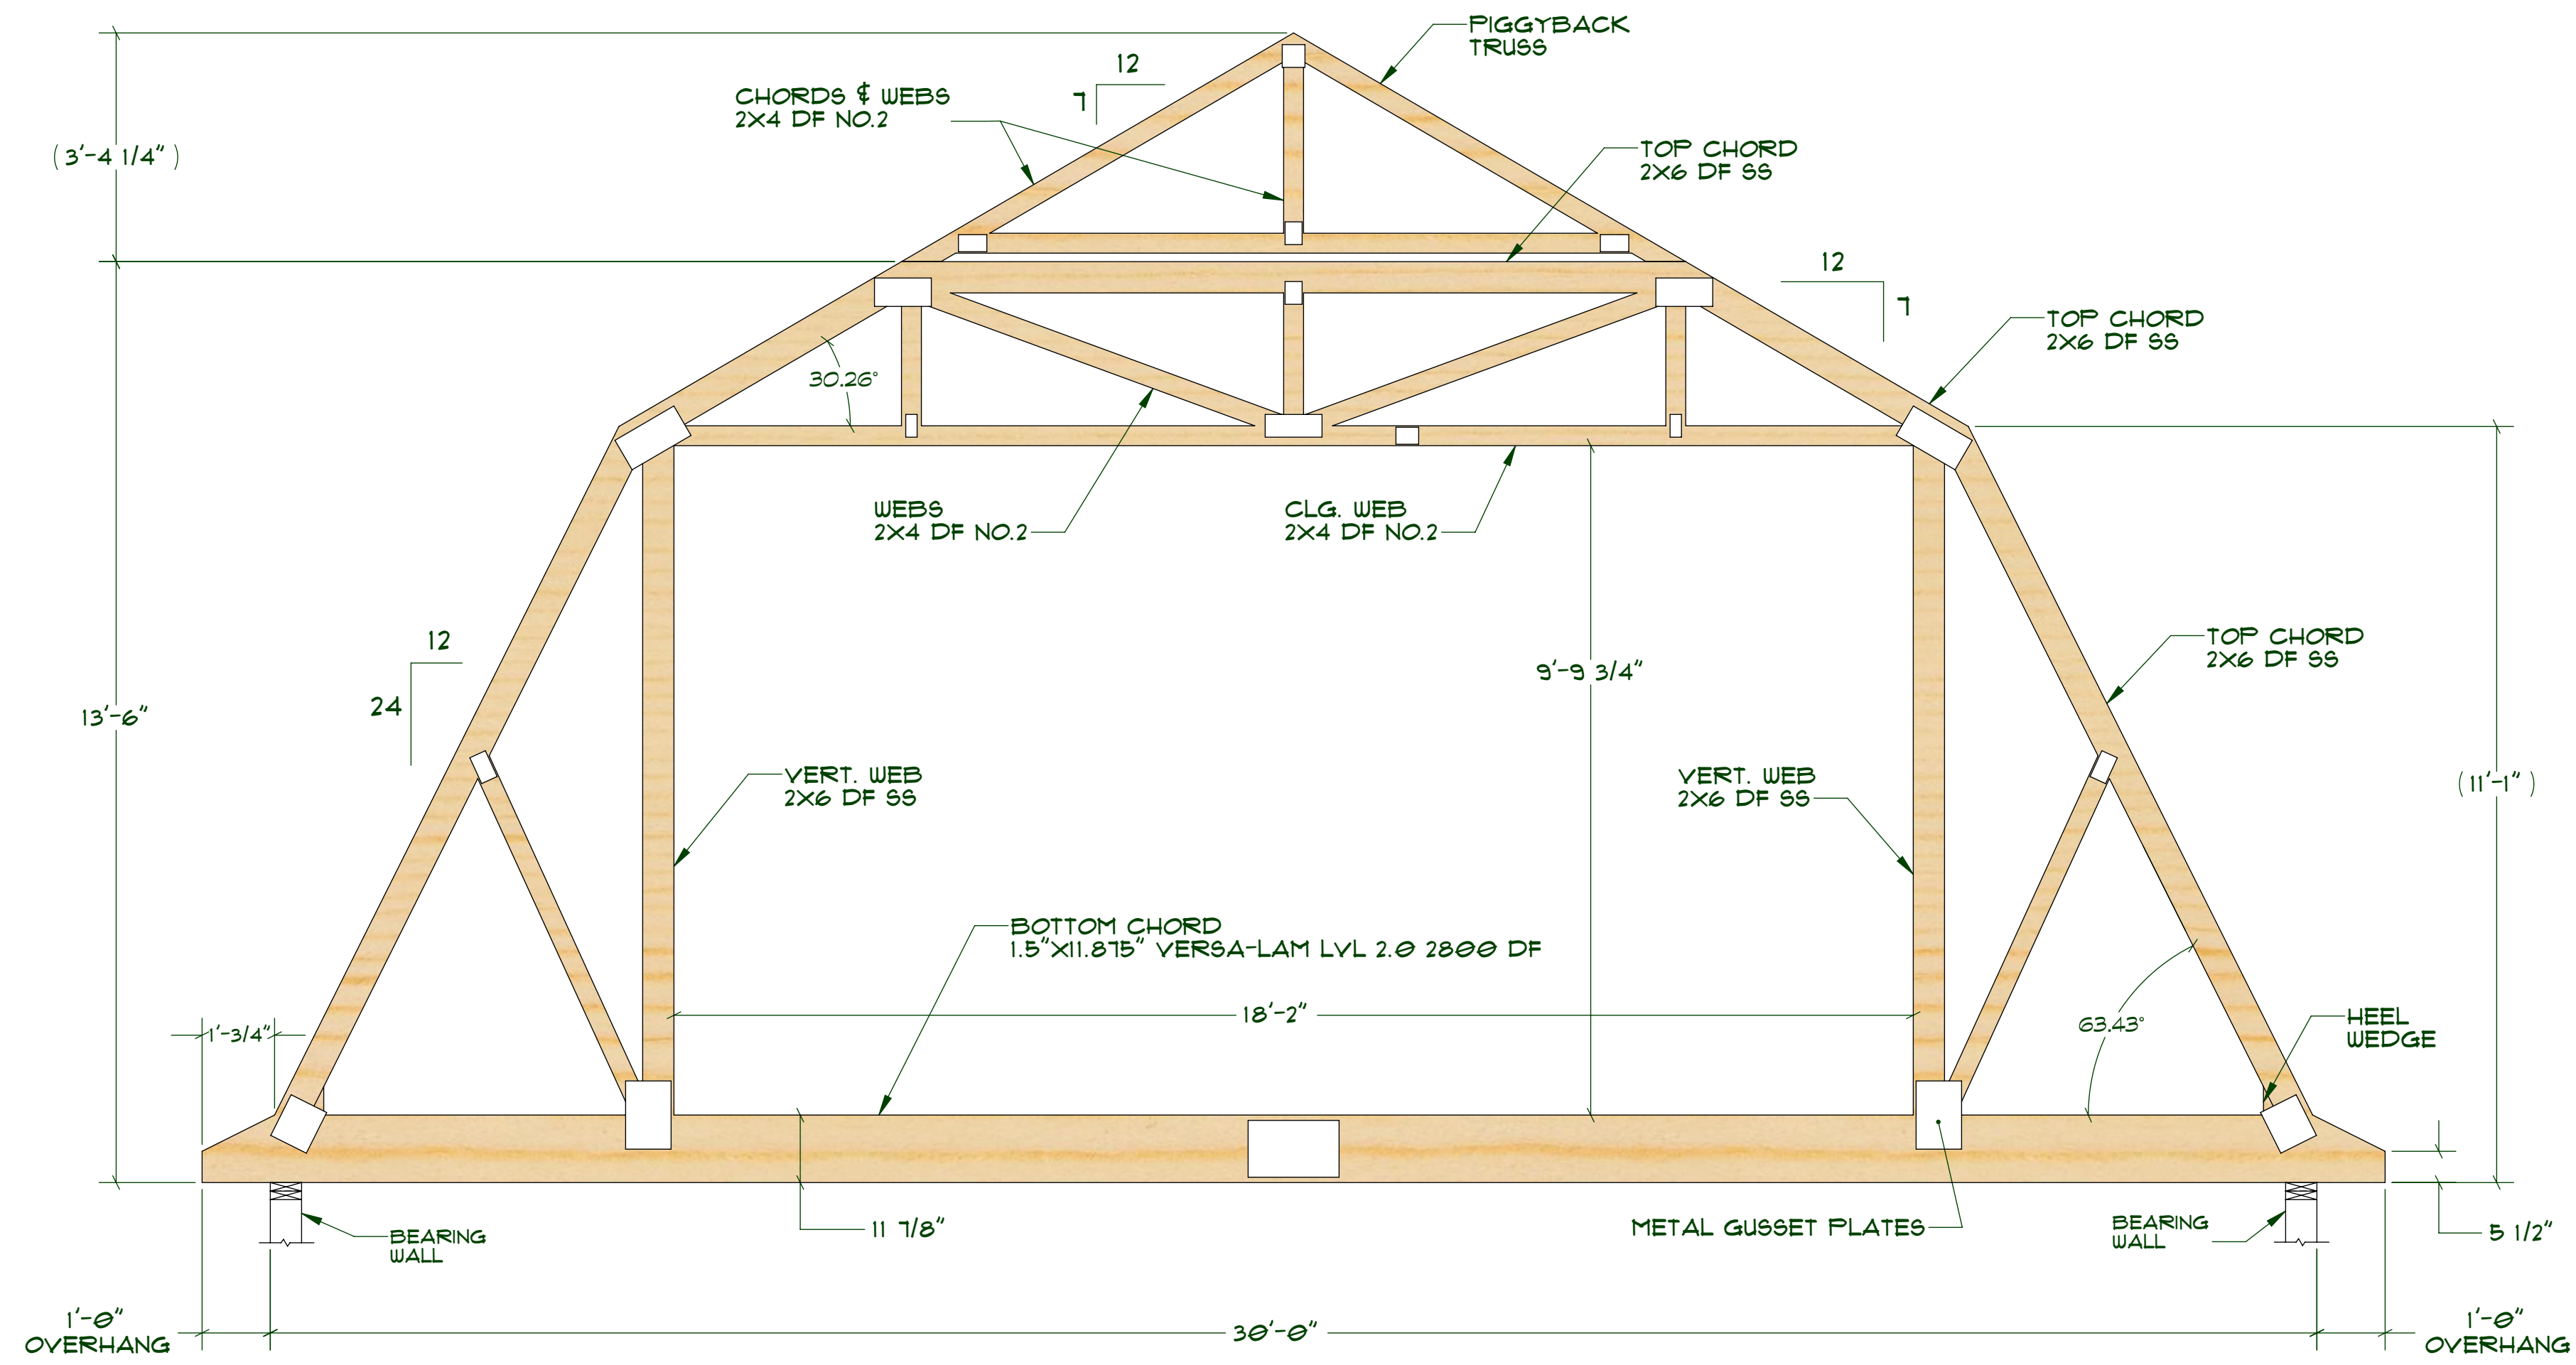 PIGGYBACK
TRUSS
12
7
CHORDS & WEBS
2X4 DF NO.2
(3'-4 1/4")
TOP CHORD
2X6 DF SS
12
7
TOP CHORD
2X6 DF SS
30.26°
WEBS
2X4 DF NO.2
CLG. WEB
2X4 DF NO.2
12
24
13'-6"
9'-9 3/4"
TOP CHORD
2X6 DF SS
VERT. WEB
2X6 DF SS
VERT. WEB
2X6 DF SS
(11'-1")
BOTTOM CHORD
1.5"X11.875" VERSA-LAM LVL 2.0 2800 DF
1'-3/4"
18'-2"
63.43°
HEEL
WEDGE
11 7/8"
METAL GUSSET PLATES
BEARING
WALL
BEARING
WALL
5 1/2"
1'-0"
OVERHANG
30'-0"
1'-0"
OVERHANG